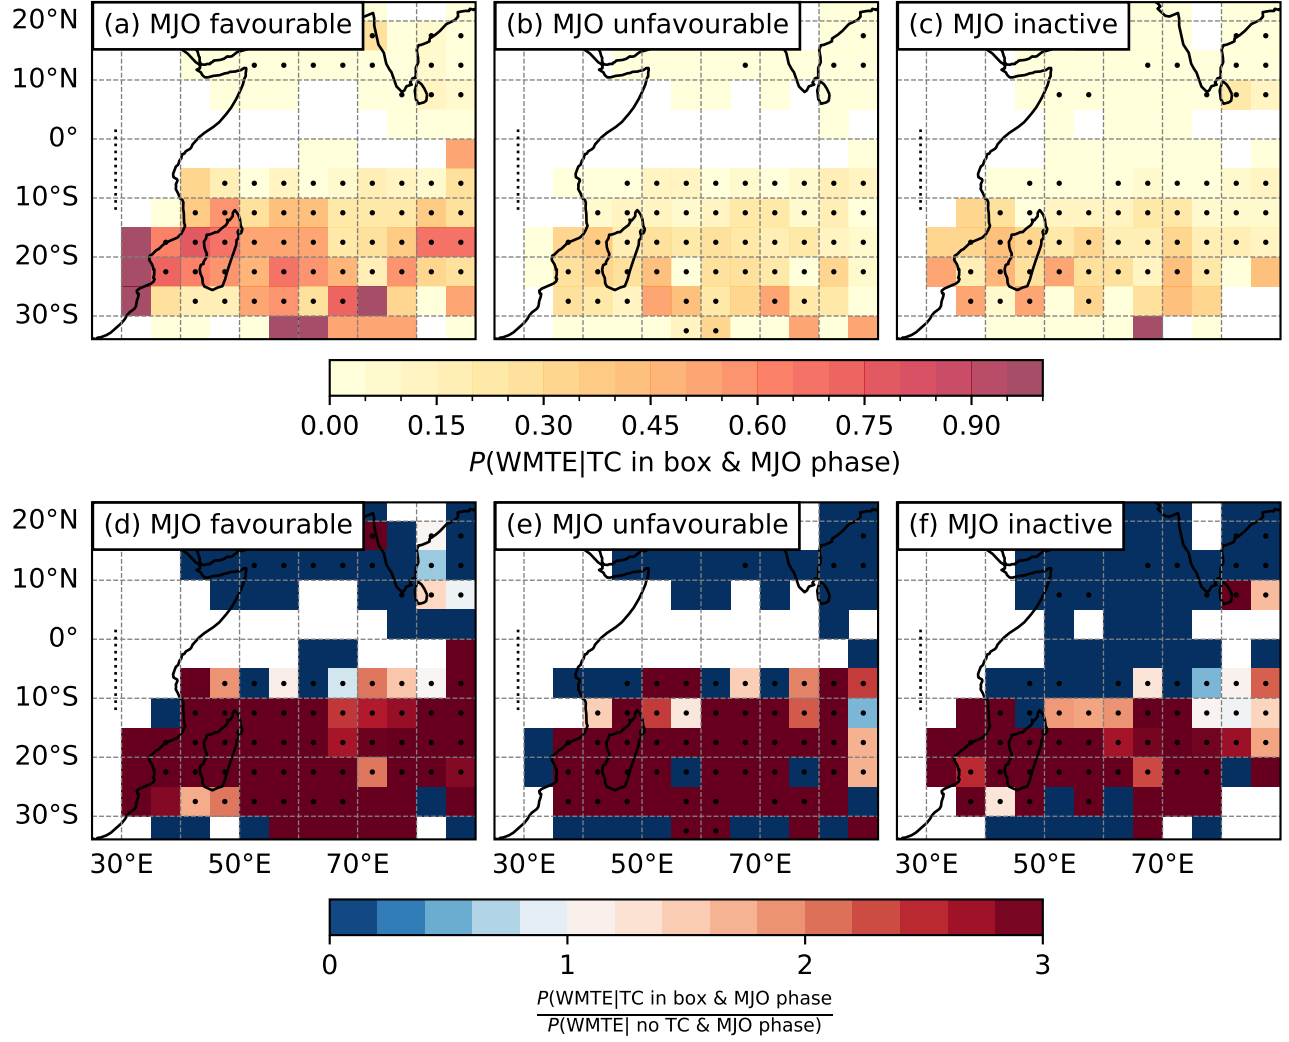 (a) MJO favourable
(b) MJO unfavourable
(c) MJO inactive
20°N
10°N
0°
10°S
20°S
30°S
0.00 0.15 0.30 0.45 0.60 0.75 0.90
P(WMTE|TC in box & MJO phase)
(d) MJO favourable
(e) MJO unfavourable
(f) MJO inactive
20°N
10°N
0°
10°S
20°S
30°S
30°E 50°E 70°E 30°E 50°E 70°E 30°E 50°E 70°E
0 1 2 3
P(WMTE|TC in box & MJO phase
P(WMTE| no TC & MJO phase)